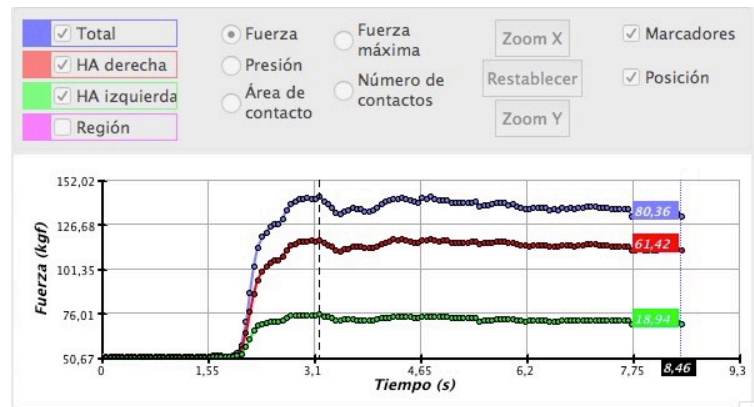 Total
HA derecha
HA izquierda
Región
Fuerza
Presión
Área de
contacto
Fuerza
máxima
Número de
contactos
Zoom X
Restablecer
Zoom Y
Marcadores
Posición
152,02
126,68
101,35
76,01
50,67
Fuerza (kgf)
80,36
61,42
18,94
0
1,55
3,1
4,65
6,2
7,75
8,46
9,3
Tiempo (s)